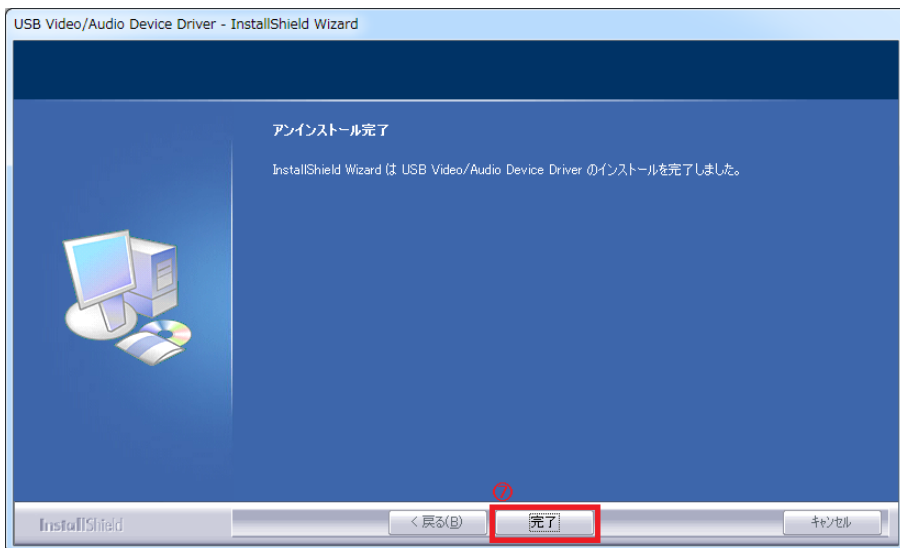 USB Video/Audio Device Driver - InstallShield Wizard
アンインストール完了
InstallShield Wizard は USB Video/Audio Device Driver のインストールを完了しました。
⑦
InstallShield
< 戻る(B)
完了
キャンセル